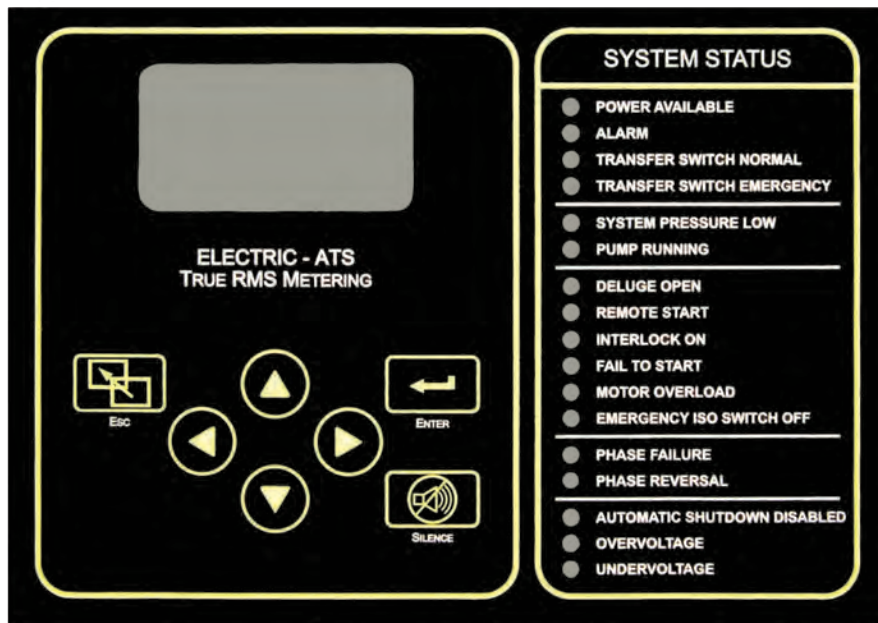 ELECTRIC - ATS
TRUE RMS METERING
ESC
ENTER
SILENCE
SYSTEM STATUS
POWER AVAILABLE
ALARM
TRANSFER SWITCH NORMAL
TRANSFER SWITCH EMERGENCY
SYSTEM PRESSURE LOW
PUMP RUNNING
DELUGE OPEN
REMOTE START
INTERLOCK ON
FAIL TO START
MOTOR OVERLOAD
EMERGENCY ISO SWITCH OFF
PHASE FAILURE
PHASE REVERSAL
AUTOMATIC SHUTDOWN DISABLED
OVERVOLTAGE
UNDERVOLTAGE